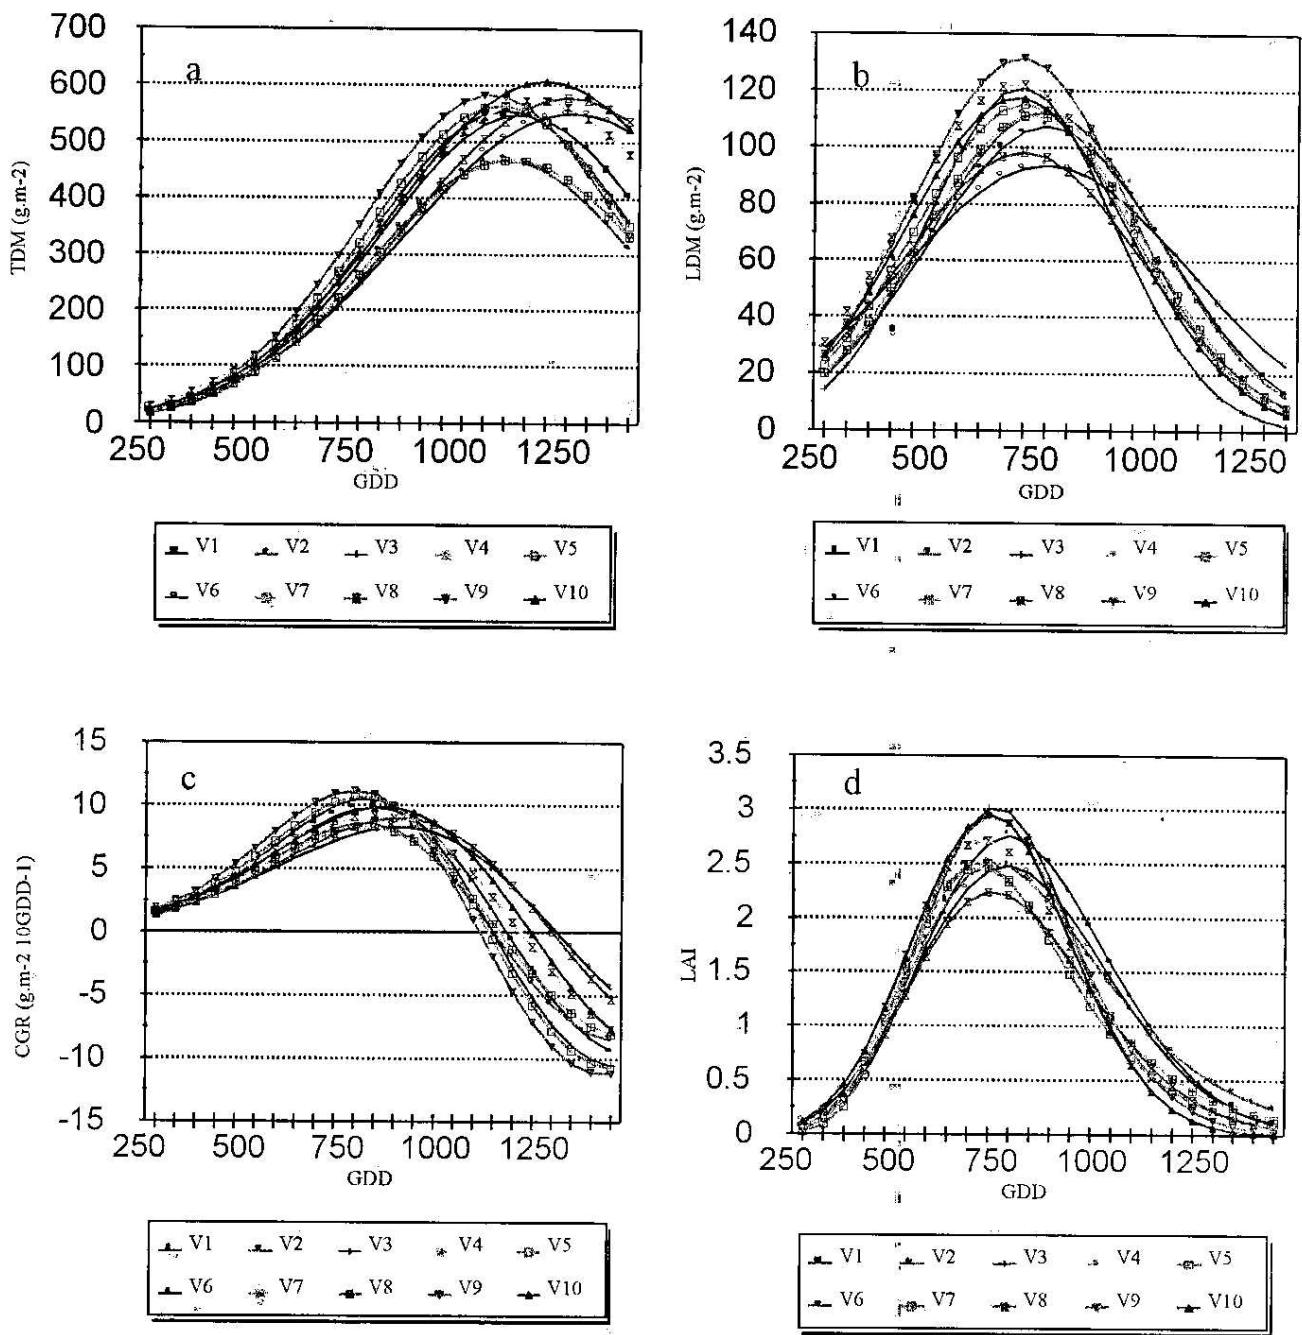 a
700
600
500
400
300
200
100
0
TDM (g.m-2)
250 500 750 1000 1250
GDD
V1 V2 V3 V4 V5
V6 V7 V8 V9 V10
b
140
120
100
80
60
40
20
0
LDM (g.m-2)
250 500 750 1000 1250
GDD
V1 V2 V3 V4 V5
V6 V7 V8 V9 V10
c
15
10
5
0
-5
-10
-15
CGR (g.m-2 10GDD-1)
250 500 750 1000 1250
GDD
V1 V2 V3 V4 V5
V6 V7 V8 V9 V10
d
3.5
3
2.5
2
1.5
1
0.5
0
LAI
250 500 750 1000 1250
GDD
V1 V2 V3 V4 V5
V6 V7 V8 V9 V10